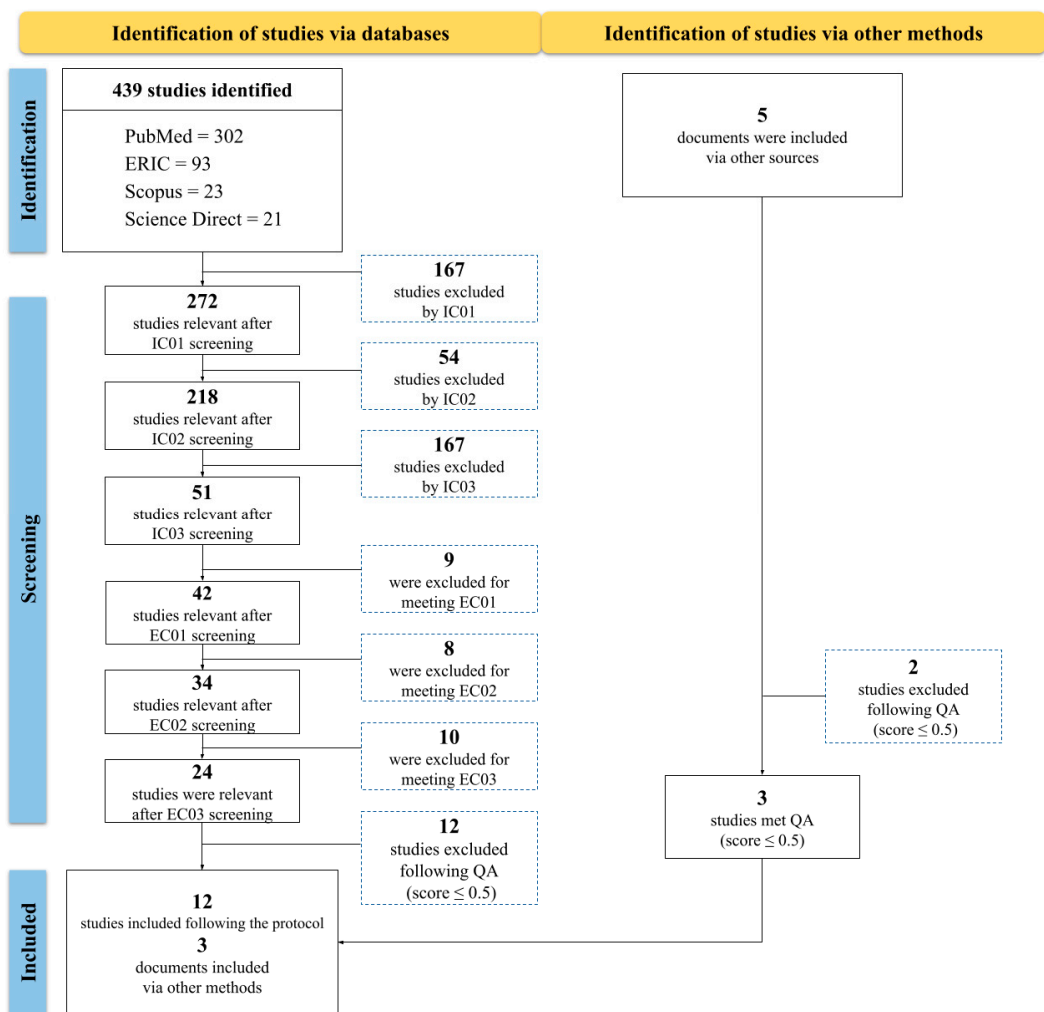 Identification of studies via databases
Identification of studies via other methods
Identification
439 studies identified
PubMed = 302
ERIC = 93
Scopus = 23
Science Direct = 21
5
documents were included
via other sources
Screening
167
studies excluded
by IC01
272
studies relevant after
IC01 screening
54
studies excluded
by IC02
218
studies relevant after
IC02 screening
167
studies excluded
by IC03
51
studies relevant after
IC03 screening
9
were excluded for
meeting EC01
42
studies relevant after
EC01 screening
8
were excluded for
meeting EC02
34
studies relevant after
EC02 screening
10
were excluded for
meeting EC03
24
studies were relevant
after EC03 screening
12
studies excluded
following QA
(score ≤ 0.5)
2
studies excluded
following QA
(score ≤ 0.5)
3
studies met QA
(score ≤ 0.5)
Included
12
studies included following the protocol
3
documents included
via other methods